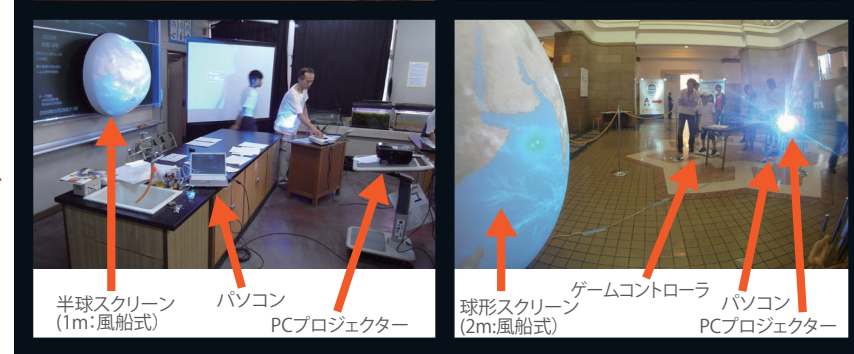 半球スクリーン
(1m:風船式)
パソコン
PCプロジェクター
球形スクリーン
(2m:風船式)
ゲームコントローラ
パソコン
PCプロジェクター